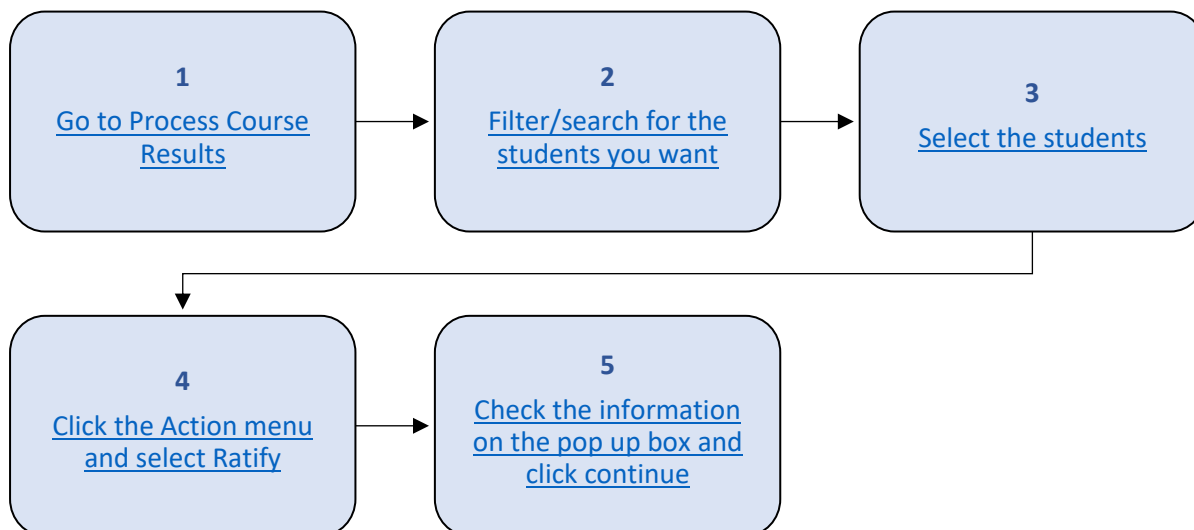 1
Go to Process Course
Results
2
Filter/search for the
students you want
3
Select the students
4
Click the Action menu
and select Ratify
5
Check the information
on the pop up box and
click continue